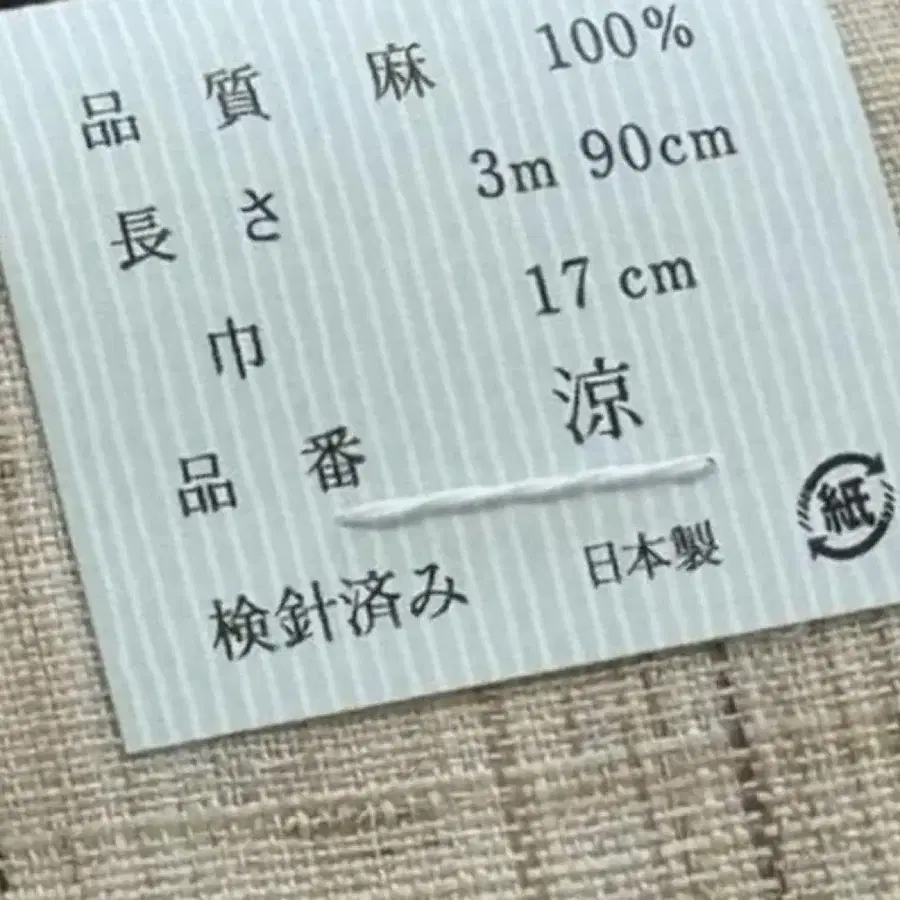 品質 麻 100%
長さ 3m 90cm
巾 17 cm
品番 涼
検針済み 日本製 紙